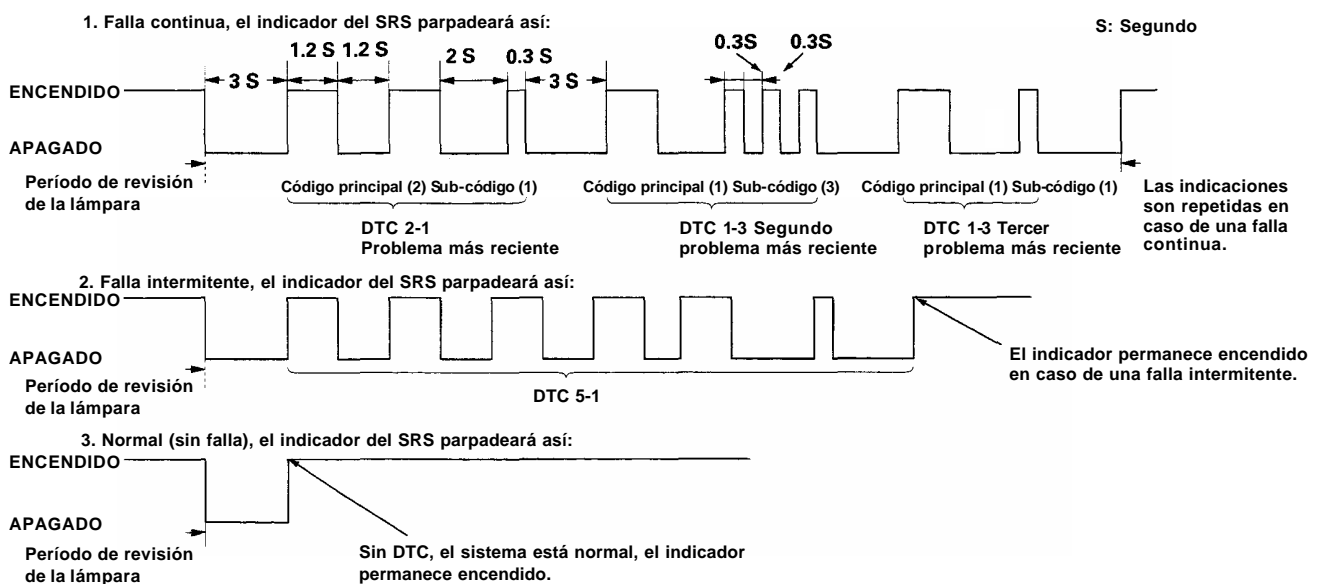 1. Falla continua, el indicador del SRS parpadeará así:
S: Segundo
1.2 S 1.2 S
2 S
0.3 S
0.3S
0.3S
3 S
3 S
ENCENDIDO
APAGADO
Período de revisión
de la lámpara
Código principal (2) Sub-código (1)
Código principal (1) Sub-código (3)
Código principal (1) Sub-código (1)
DTC 2-1
Problema más reciente
DTC 1-3 Segundo
problema más reciente
DTC 1-3 Tercer
problema más reciente
Las indicaciones
son repetidas en
caso de una falla
continua.
2. Falla intermitente, el indicador del SRS parpadeará así:
ENCENDIDO
APAGADO
Período de revisión
de la lámpara
DTC 5-1
El indicador permanece encendido
en caso de una falla intermitente.
3. Normal (sin falla), el indicador del SRS parpadeará así:
ENCENDIDO
APAGADO
Período de revisión
de la lámpara
Sin DTC, el sistema está normal, el indicador
permanece encendido.